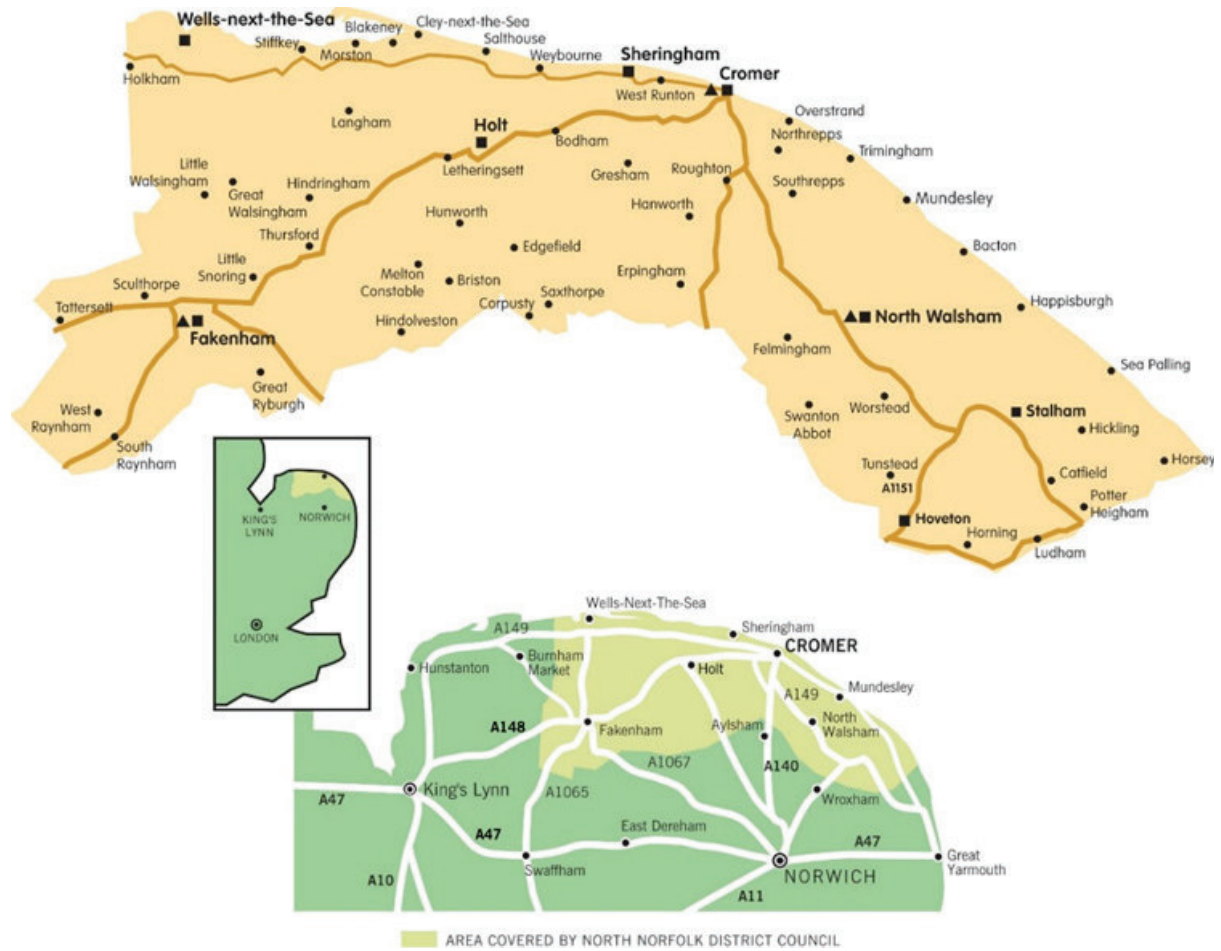 Wells-next-the-Sea
Stiffkey
Blakeney
Morston
Cley-next-the-Sea
Salthouse
Weybourne
Sheringham
Cromer
Holkham
West Runton
Overstrand
Langham
Holt
Bodham
Northrepps
Trimingham
Little
Walsingham
Great
Walsingham
Hindringham
Letheringsett
Gresham
Roughton
Southrepps
Mundesley
Hunworth
Hanworth
Thursford
Edgefield
Bacton
Little
Snoring
Melton
Constable
Briston
Erpingham
Sculthorpe
Corpusty
Saxthorpe
Happisburgh
Tattersett
Fakenham
Hindolveston
North Walsham
Felmingham
Great
Ryburgh
Sea Palling
West
Raynham
South
Raynham
Swanton
Abbot
Worstead
Stalham
Hickling
Tunstead
A1151
Catfield
Horsey
Potter
Heigham
Hoveton
Horning
Ludham
KING'S
LYNN
NORWICH
LONDON
Wells-Next-The-Sea
A149
Sheringham
CROMER
Hunstanton
Burnham
Market
Holt
A149
Mundesley
A148
Fakenham
Aylsham
North
Walsham
A1067
A140
King's Lynn
A1065
Wroxham
A47
A47
East Dereham
A47
Swaffham
Great
Yarmouth
A10
NORWICH
A11
AREA COVERED BY NORTH NORFOLK DISTRICT COUNCIL